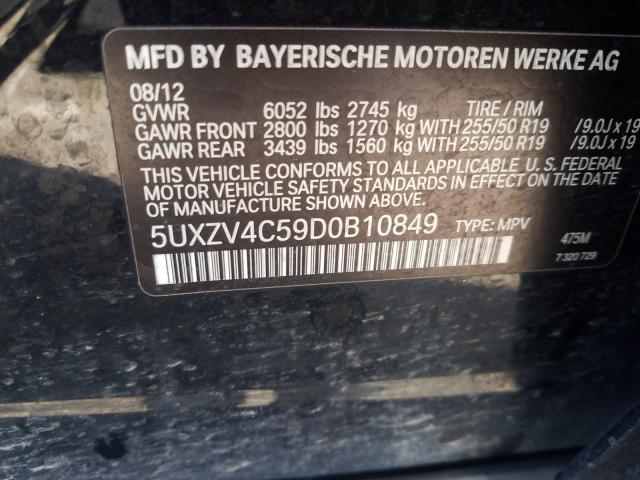 MFD BY BAYERISCHE MOTOREN WERKE AG
08/12
GVWR 6052 lbs 2745 kg TIRE / RIM
GAWR FRONT 2800 lbs 1270 kg WITH 255/50 R19 /9.0J x 19
GAWR REAR 3439 lbs 1560 kg WITH 255/50 R19 /9.0J x 19
THIS VEHICLE CONFORMS TO ALL APPLICABLE U. S. FEDERAL
MOTOR VEHICLE SAFETY STANDARDS IN EFFECT ON THE
DATE OF MANUFACTURE SHOWN ABOVE.
5UXZV4C59D0B10849 TYPE: MPV 475M
7 320 729